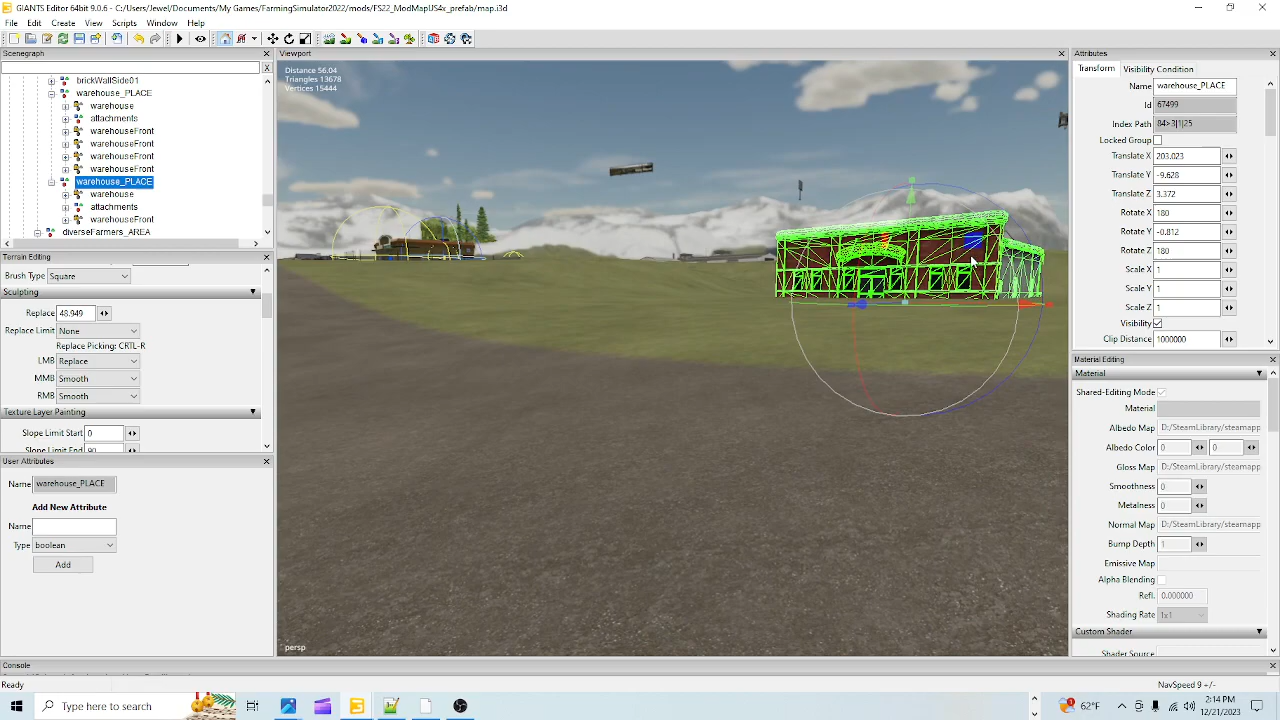 GIANTS Editor 64bit 9.0.6 - C:/Users/Jewel/Documents/My Games/FarmingSimulator2022/mods/FS22_ModMapUS4x_prefab/map.i3d
File Edit Create View Scripts Window Help
Scenegraph
X
brickWallSide01
warehouse_PLACE
warehouse
attachments
warehouseFront
warehouseFront
warehouseFront
warehouseFront
warehouse_PLACE
warehouse
attachments
warehouseFront
diverseFarmers_AREA
Terrain Editing
Brush Type Square
Sculpting
Replace 48.949
Replace Limit None
Replace Picking: CRTL-R
LMB Replace
MMB Smooth
RMB Smooth
Texture Layer Painting
Slope Limit Start 0
Slope Limit End 90
User Attributes
Name warehouse_PLACE
Add New Attribute
Name
Type boolean
Add
Viewport
Distance 56.04
Triangles 13678
Vertices 15444
persp
Attributes
Transform Visibility Condition
Name warehouse_PLACE
Id 67499
Index Path 84>3|1|25
Locked Group
Translate X 203.023
Translate Y -9.628
Translate Z 3.372
Rotate X 180
Rotate Y -0.812
Rotate Z 180
Scale X 1
Scale Y 1
Scale Z 1
Visibility
Clip Distance 1000000
Material Editing
Material
Shared-Editing Mode
Material
Albedo Map D:/SteamLibrary/steamapp
Albedo Color 0 0
Gloss Map D:/SteamLibrary/steamapp
Smoothness 0
Metalness 0
Normal Map D:/SteamLibrary/steamapp
Bump Depth 1
Emissive Map
Alpha Blending
Refl. 0.000000
Shading Rate 1x1
Custom Shader
Shader Source
Console
Ready
NavSpeed 9 +/-
Type here to search
62°F
2:14 PM
12/21/2023